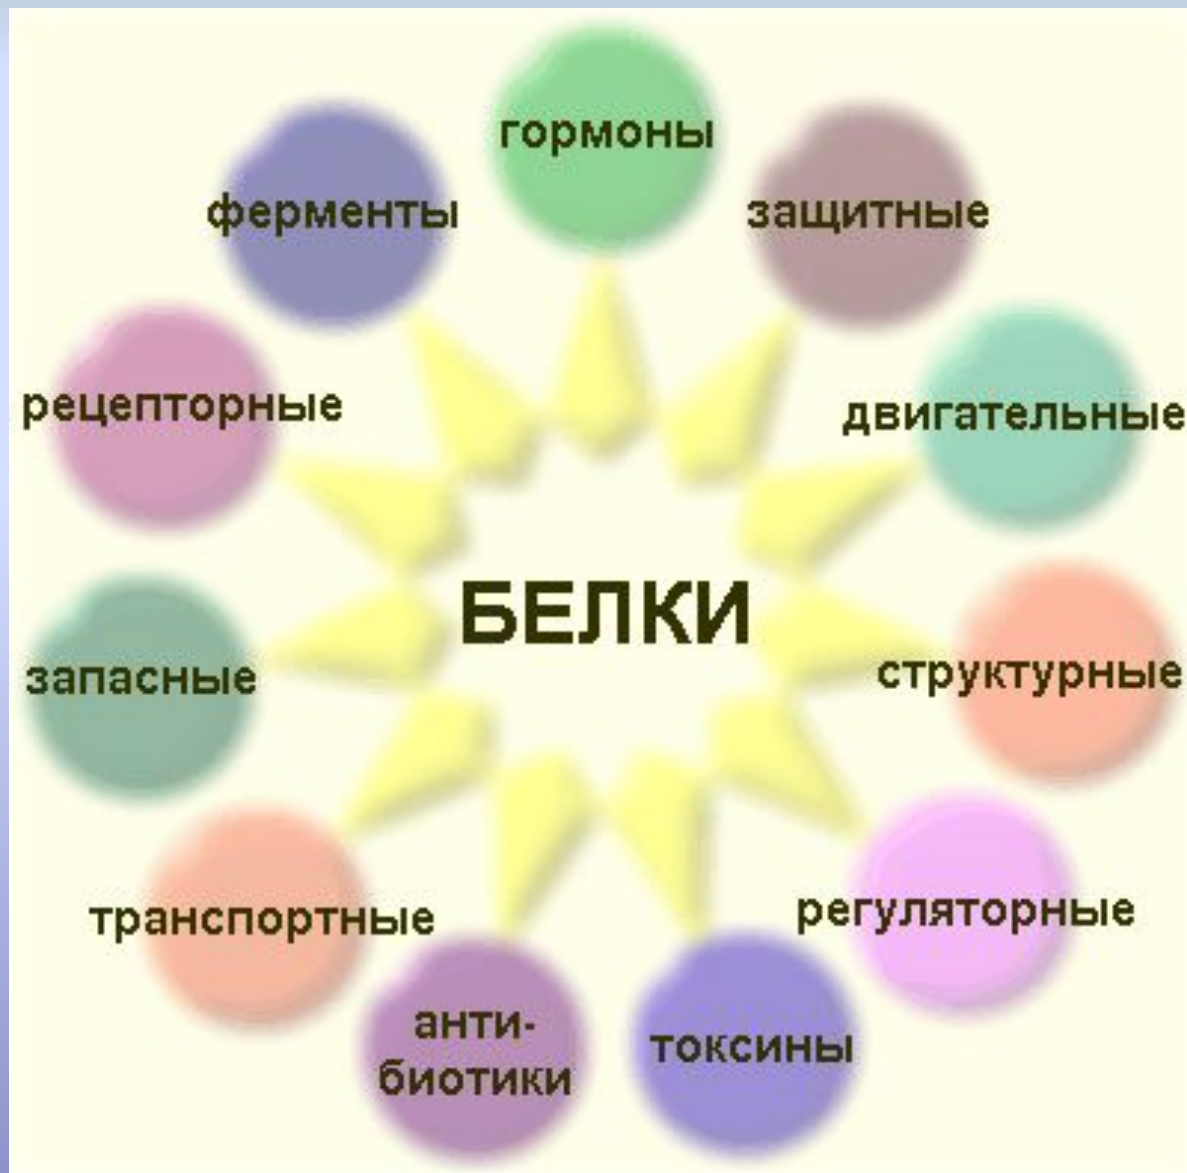 гормоны
ферменты
защитные
рецепторные
двигательные
БЕЛКИ
запасные
структурные
транспортные
регуляторные
анти-
биотики
токсины